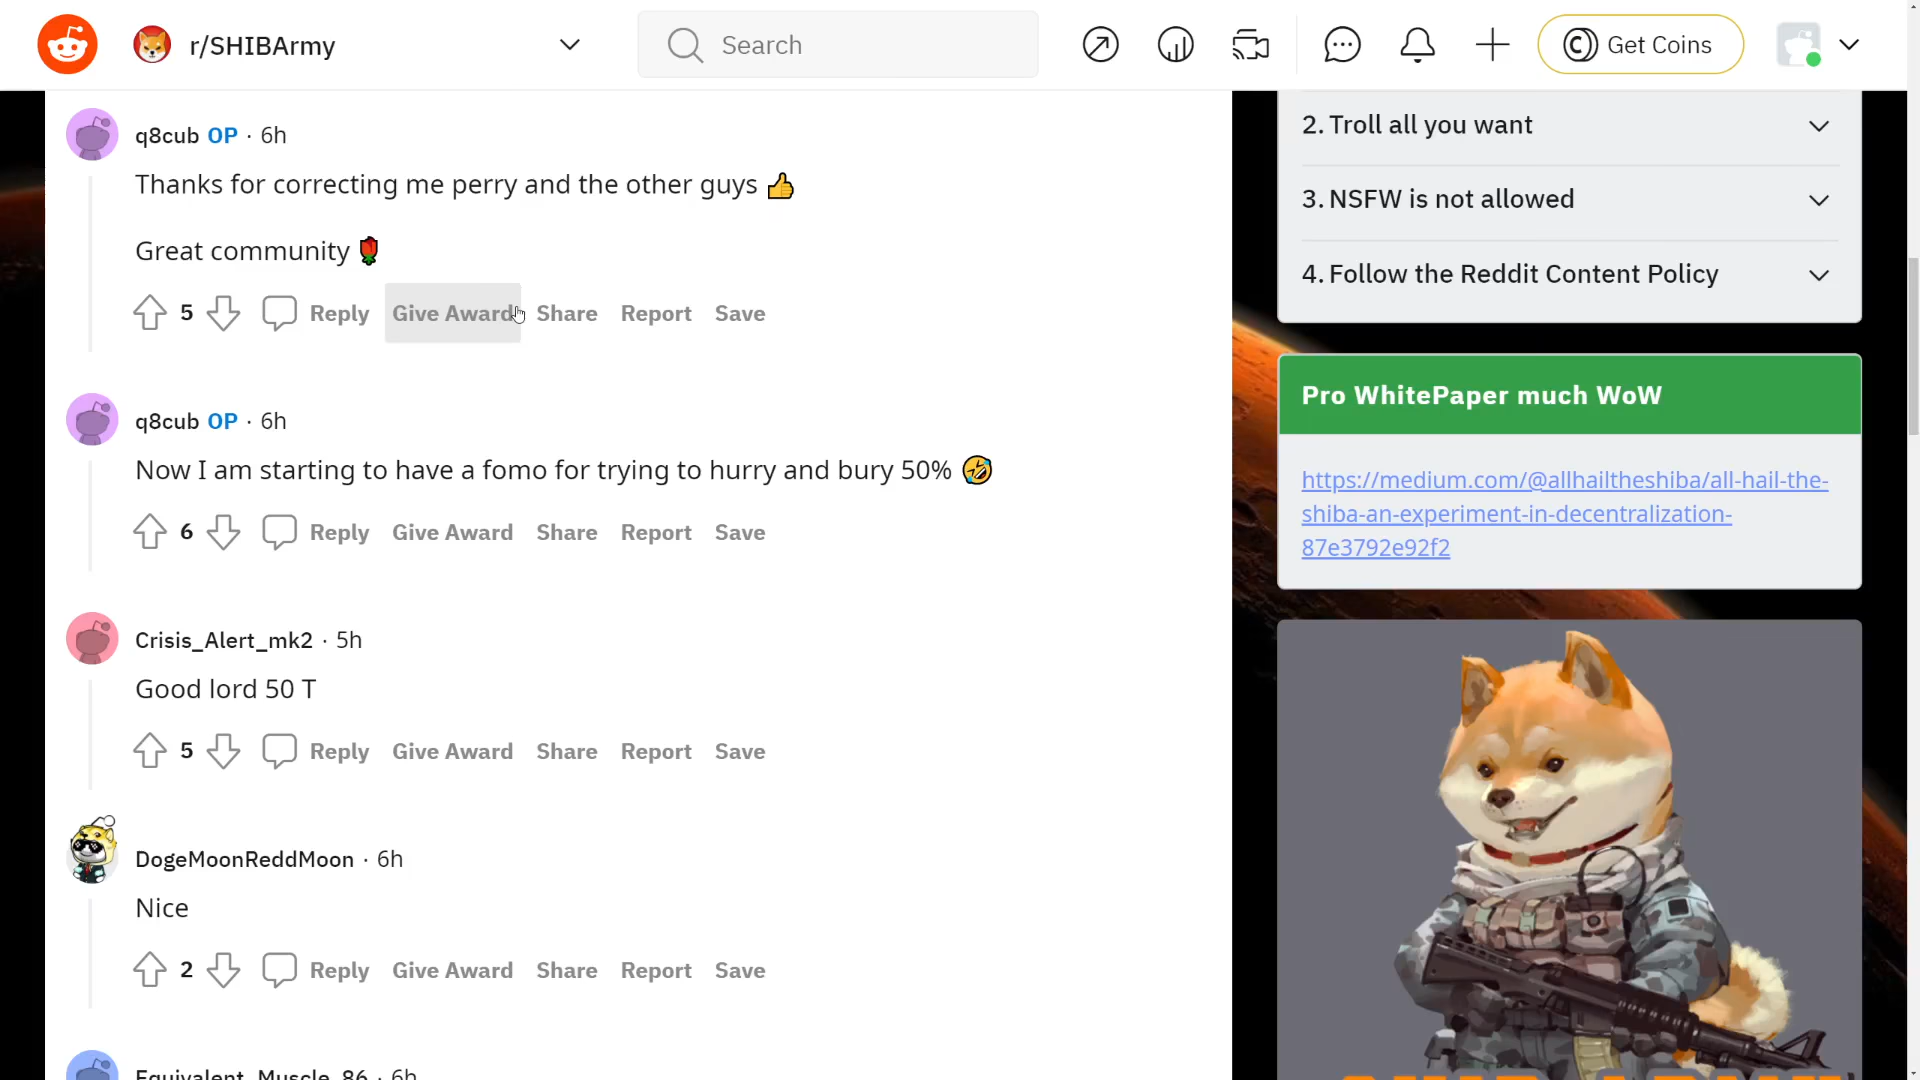 r/SHIBArmy
Search
Get Coins
q8cub OP · 6h
Thanks for correcting me perry and the other guys 👍
Great community 🌹
5 Reply Give Award Share Report Save
q8cub OP · 6h
Now I am starting to have a fomo for trying to hurry and bury 50% 🤣
6 Reply Give Award Share Report Save
Crisis_Alert_mk2 · 5h
Good lord 50 T
5 Reply Give Award Share Report Save
DogeMoonReddMoon · 6h
Nice
2 Reply Give Award Share Report Save
Equivalent_Muscle_86 · 6h
2. Troll all you want
3. NSFW is not allowed
4. Follow the Reddit Content Policy
Pro WhitePaper much WoW
https://medium.com/@allhailtheshiba/all-hail-the-
shiba-an-experiment-in-decentralization-
87e3792e92f2